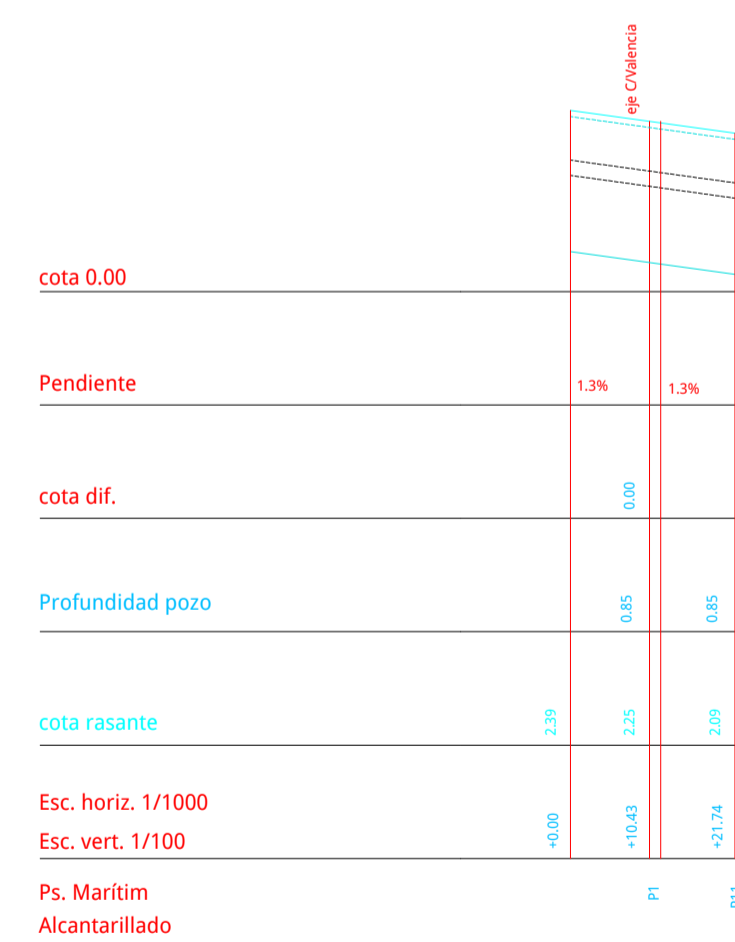 eje C/Valencia
cota 0.00
Pendiente
1.3%
1.3%
cota dif.
0.00
Profundidad pozo
0.85
0.85
cota rasante
2.39
2.25
2.09
Esc. horiz. 1/1000
Esc. vert. 1/100
+0.00
+10.43
+21.74
Ps. Marítim
Alcantarillado
P1